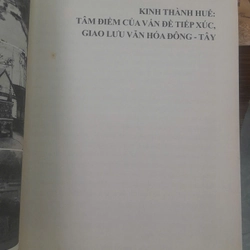 KINH THÀNH HUẾ:
TÂM ĐIỂM CỦA VẤN ĐỀ TIẾP XÚC,
GIAO LƯU VĂN HÓA ĐÔNG - TÂY